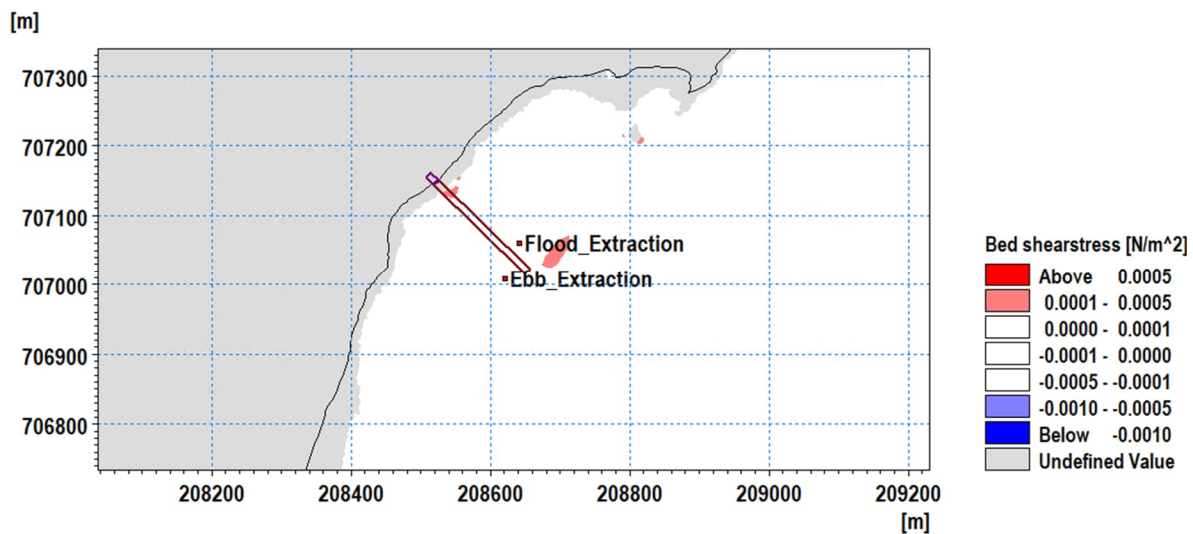 [m]
707300
707200
707100
707000
706900
706800
Flood_Extraction
Ebb_Extraction
208200 208400 208600 208800 209000 209200
[m]
Bed shearstress [N/m^2]
Above 0.0005
0.0001 - 0.0005
0.0000 - 0.0001
-0.0001 - 0.0000
-0.0005 - -0.0001
-0.0010 - -0.0005
Below -0.0010
Undefined Value